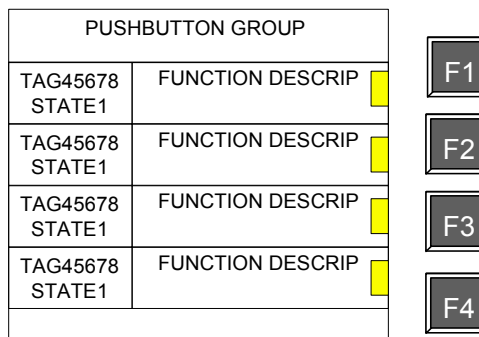 PUSHBUTTON GROUP
TAG45678
STATE1
FUNCTION DESCRIP
F1
TAG45678
STATE1
FUNCTION DESCRIP
F2
TAG45678
STATE1
FUNCTION DESCRIP
F3
TAG45678
STATE1
FUNCTION DESCRIP
F4